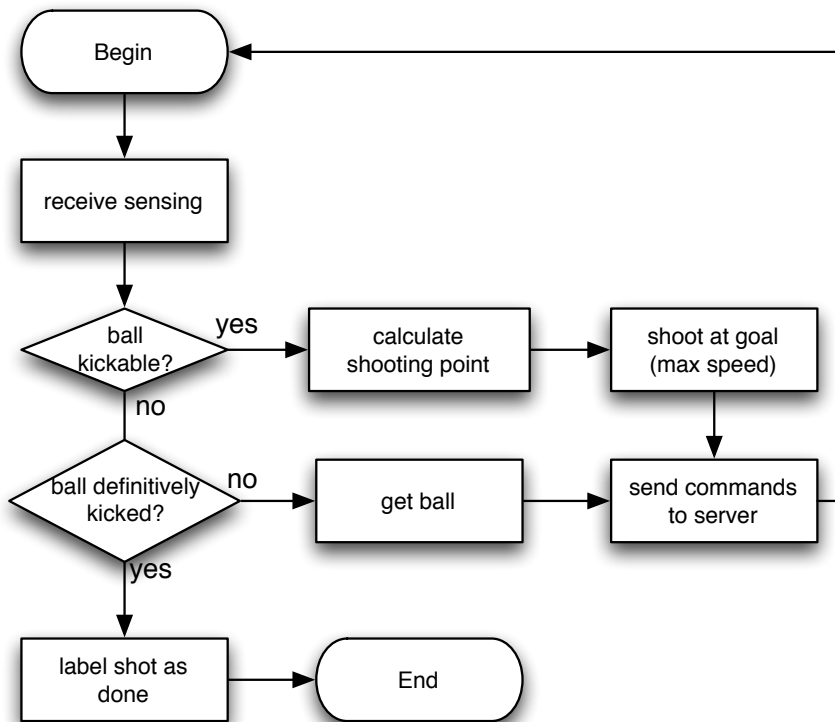 Begin
receive sensing
ball
kickable?
yes
calculate
shooting point
shoot at goal
(max speed)
no
ball definitively
kicked?
no
get ball
send commands
to server
yes
label shot as
done
End